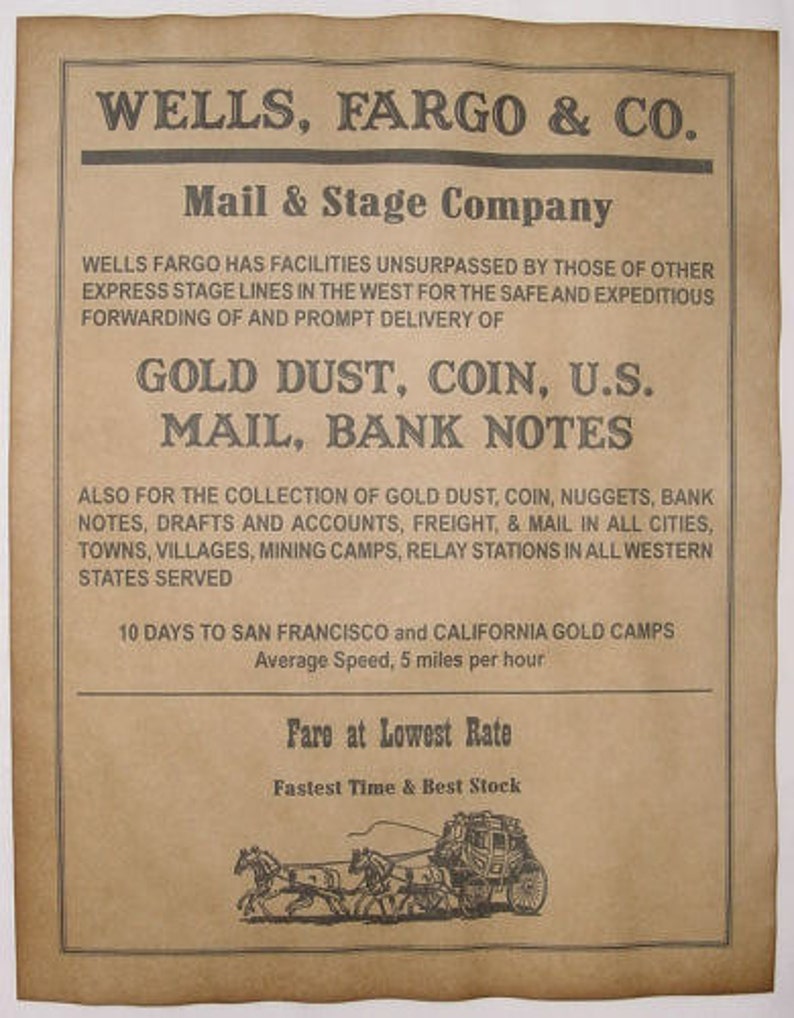 WELLS, FARGO & CO.
Mail & Stage Company
WELLS FARGO HAS FACILITIES UNSURPASSED BY THOSE OF OTHER
EXPRESS STAGE LINES IN THE WEST FOR THE SAFE AND EXPEDITIOUS
FORWARDING OF AND PROMPT DELIVERY OF
GOLD DUST, COIN, U.S.
MAIL, BANK NOTES
ALSO FOR THE COLLECTION OF GOLD DUST, COIN, NUGGETS, BANK
NOTES, DRAFTS AND ACCOUNTS, FREIGHT, & MAIL IN ALL CITIES,
TOWNS, VILLAGES, MINING CAMPS, RELAY STATIONS IN ALL WESTERN
STATES SERVED
10 DAYS TO SAN FRANCISCO and CALIFORNIA GOLD CAMPS
Average Speed, 5 miles per hour
Fare at Lowest Rate
Fastest Time & Best Stock